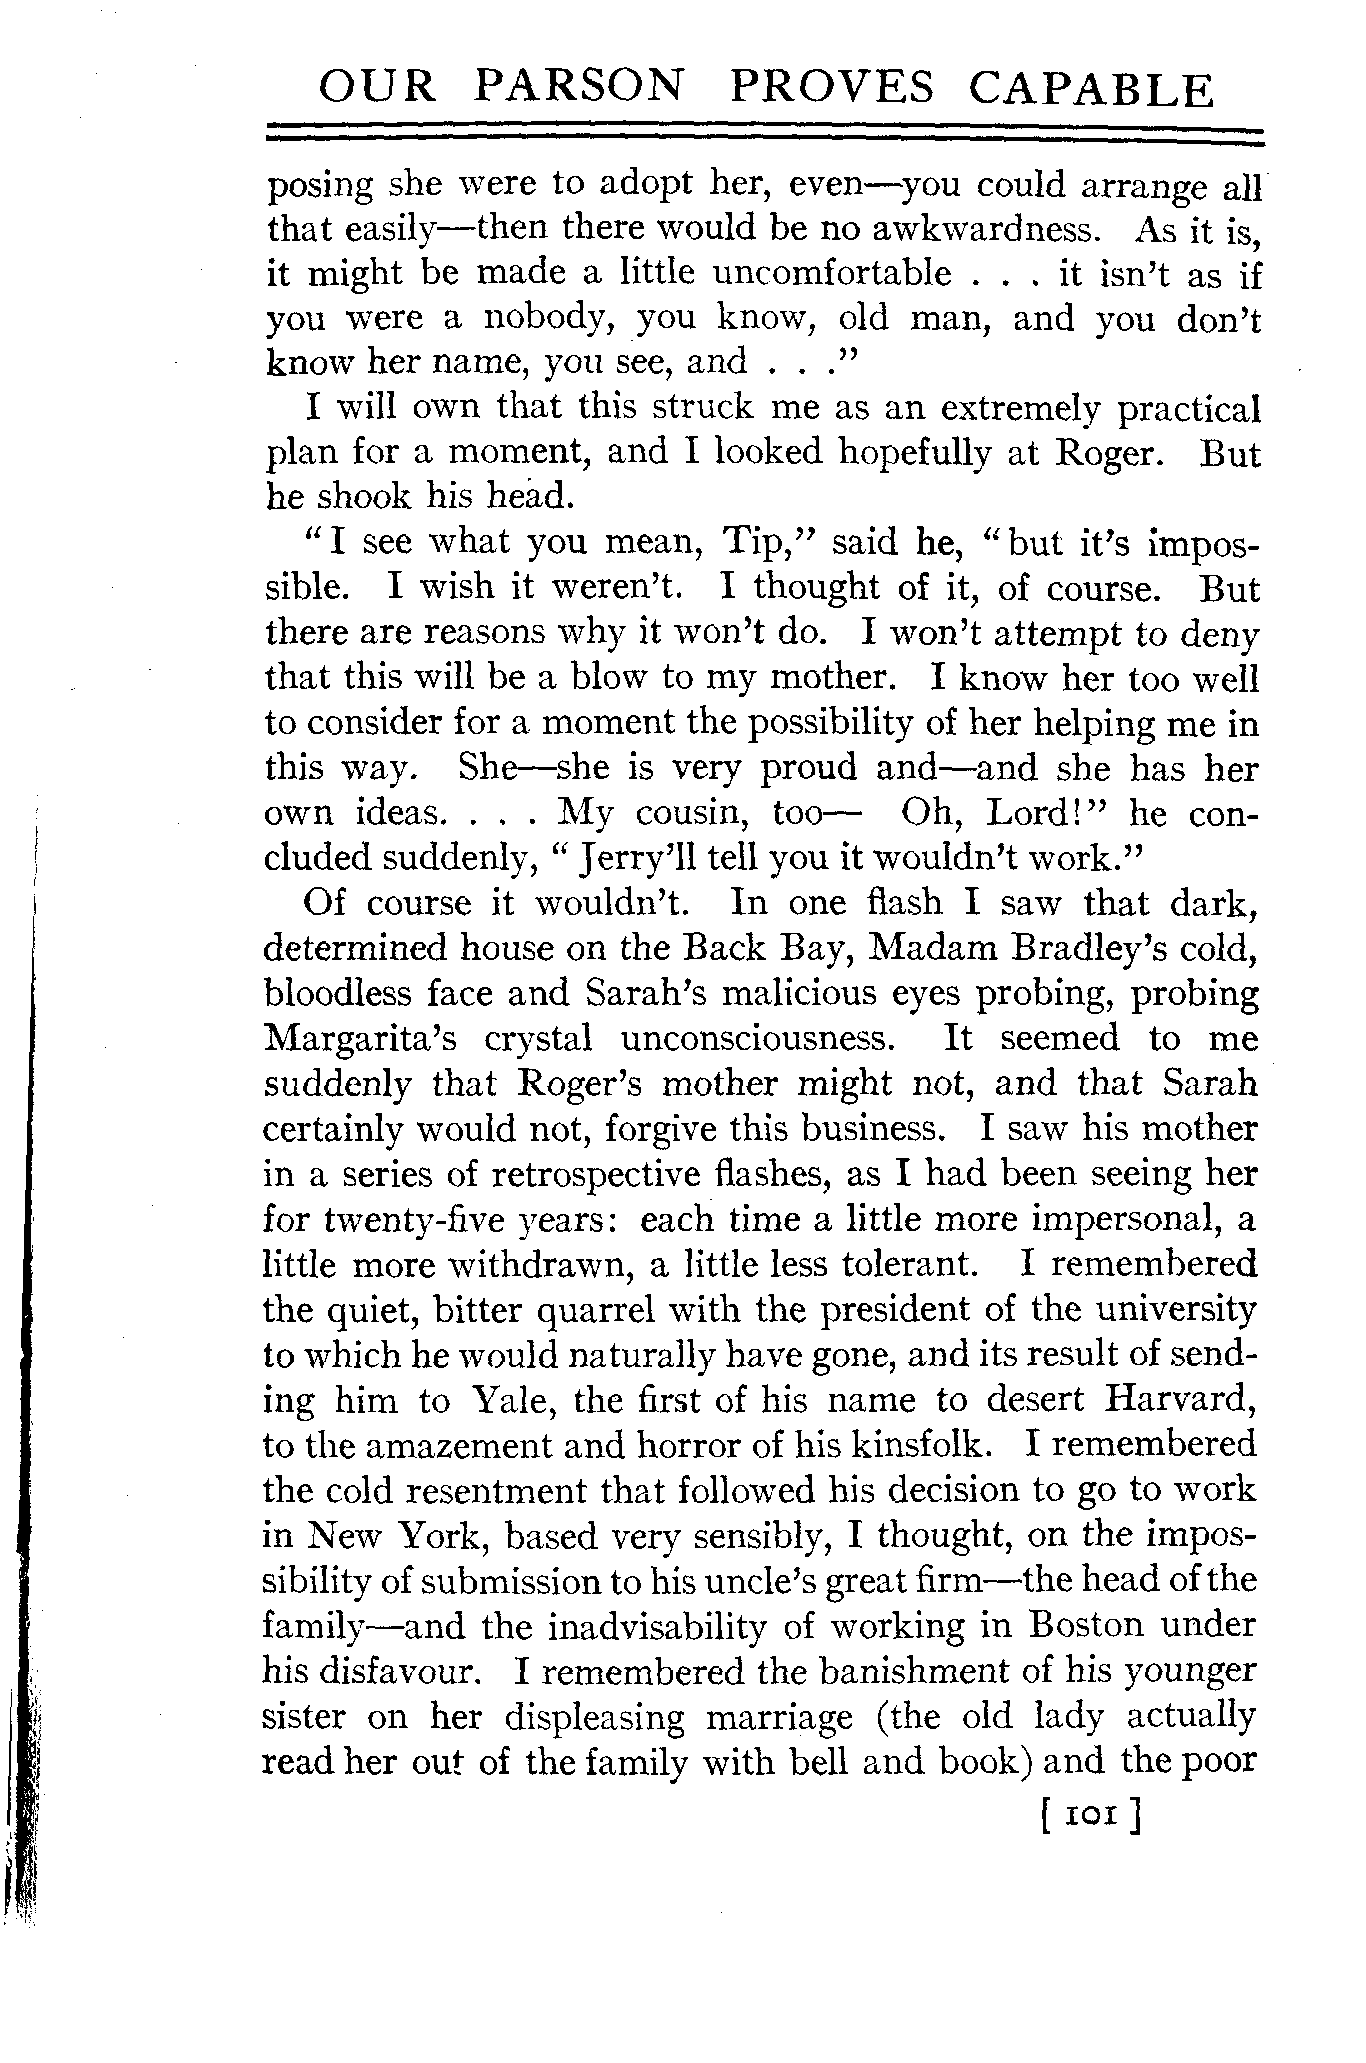 OUR PARSON PROVES CAPABLE
posing she were to adopt her, even—you could arrange all
that easily—then there would be no awkwardness. As it is,
it might be made a little uncomfortable . . . it isn't as if
you were a nobody, you know, old man, and you don't
know her name, you see, and . . ."
I will own that this struck me as an extremely practical
plan for a moment, and I looked hopefully at Roger. But
he shook his head.
"I see what you mean, Tip," said he, "but it's impos-
sible. I wish it weren't. I thought of it, of course. But
there are reasons why it won't do. I won't attempt to deny
that this will be a blow to my mother. I know her too well
to consider for a moment the possibility of her helping me in
this way. She—she is very proud and—and she has her
own ideas. . . . My cousin, too— Oh, Lord!" he con-
cluded suddenly, "Jerry'll tell you it wouldn't work."
Of course it wouldn't. In one flash I saw that dark,
determined house on the Back Bay, Madam Bradley's cold,
bloodless face and Sarah's malicious eyes probing, probing
Margarita's crystal unconsciousness. It seemed to me
suddenly that Roger's mother might not, and that Sarah
certainly would not, forgive this business. I saw his mother
in a series of retrospective flashes, as I had been seeing her
for twenty-five years: each time a little more impersonal, a
little more withdrawn, a little less tolerant. I remembered
the quiet, bitter quarrel with the president of the university
to which he would naturally have gone, and its result of send-
ing him to Yale, the first of his name to desert Harvard,
to the amazement and horror of his kinsfolk. I remembered
the cold resentment that followed his decision to go to work
in New York, based very sensibly, I thought, on the impos-
sibility of submission to his uncle's great firm—the head of the
family—and the inadvisability of working in Boston under
his disfavour. I remembered the banishment of his younger
sister on her displeasing marriage (the old lady actually
read her out of the family with bell and book) and the poor
[ 101 ]